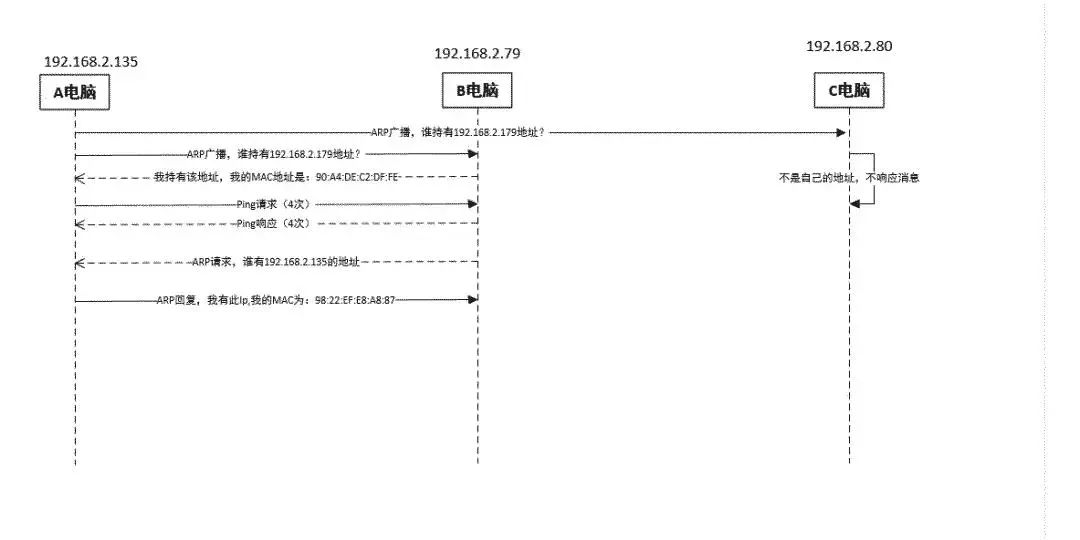 192.168.2.135
192.168.2.79
192.168.2.80
A电脑
B电脑
C电脑
ARP广播，谁持有192.168.2.179地址？
ARP广播，谁持有192.168.2.179地址？
我持有该地址，我的MAC地址是：90:A4:DE:C2:DF:FE
不是自己的地址，不响应消息
Ping请求（4次）
Ping响应（4次）
ARP请求，谁有192.168.2.135的地址
ARP回复，我有此Ip,我的MAC为：98:22:EF:E8:A8:87